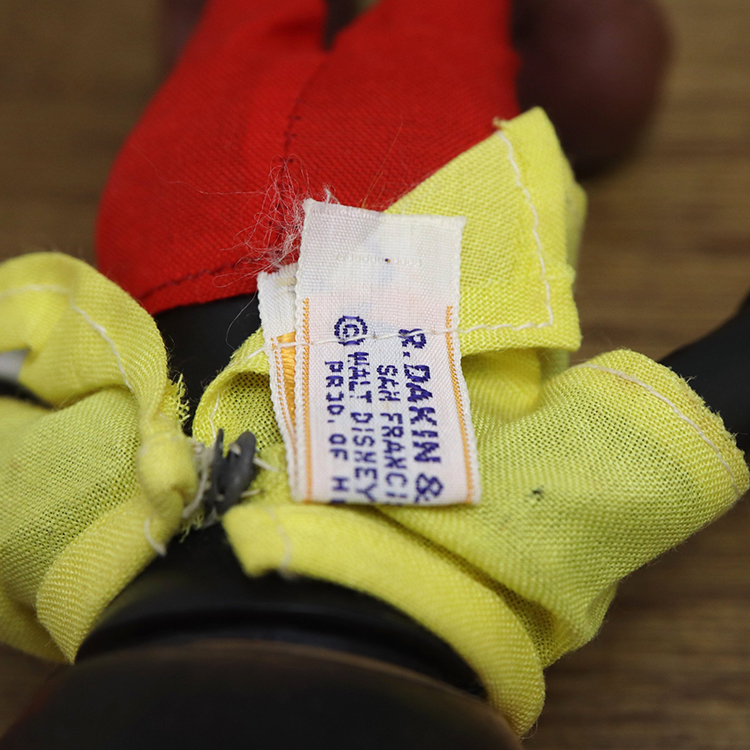 R. DAKIN &
SAN FRANCI
© WALT DISNEY
PROD. OF H